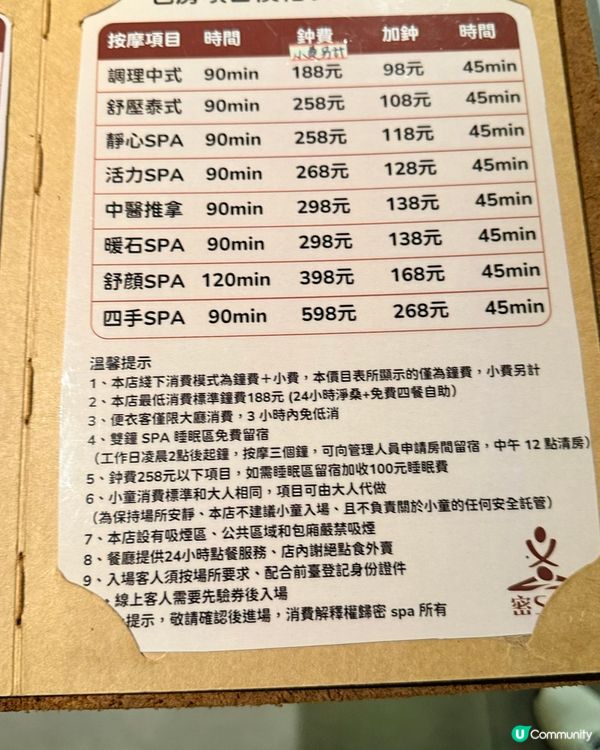 按摩項目 時間 鈡費 加鈡 時間
小費另計
調理中式 90min 188元 98元 45min
舒壓泰式 90min 258元 108元 45min
靜心SPA 90min 258元 118元 45min
活力SPA 90min 268元 128元 45min
中醫推拿 90min 298元 138元 45min
暖石SPA 90min 298元 138元 45min
舒顏SPA 120min 398元 168元 45min
四手SPA 90min 598元 268元 45min
溫馨提示
1、本店綫下消費模式為鐘費＋小費，本價目表所顯示的僅為鐘費，小費另計
2、本店最低消費標準鐘費188元 (24小時淨桑+免費四餐自助)
3、便衣客僅限大廳消費，3 小時內免低消
4、雙鐘 SPA 睡眠區免費留宿
（工作日凌晨2點後起鐘，按摩三個鐘，可向管理人員申請房間留宿，中午 12 點清房）
5、鐘費258元以下項目，如需睡眠區留宿加收100元睡眠費
6、小童消費標準和大人相同，項目可由大人代做
（為保持場所安靜、本店不建議小童入場、且不負責關於小童的任何安全託管）
7、本店設有吸煙區、公共區域和包廂嚴禁吸煙
8、餐廳提供24小時點餐服務、店內謝絕點食外賣
9、入場客人須按場所要求、配合前臺登記身份證件
線上客人需要先驗券後入場
提示，敬請確認後進場，消費解釋權歸密 spa 所有
密S
U Community